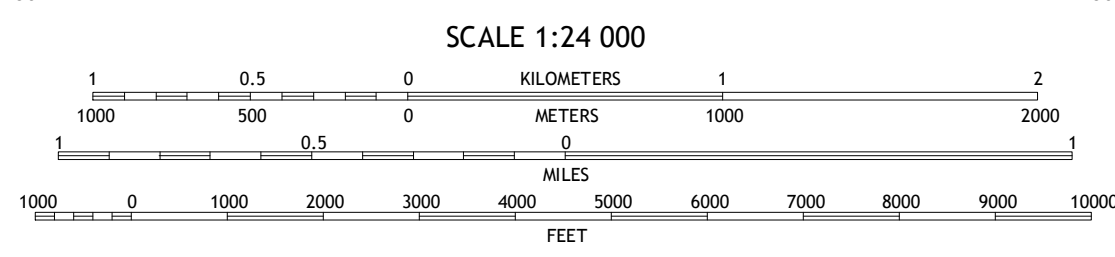 SCALE 1:24 000
1 0.5 0 KILOMETERS 1 2
1000 500 0 METERS 1000 2000
1 0.5 0 1
MILES
1000 0 1000 2000 3000 4000 5000 6000 7000 8000 9000 10000
FEET